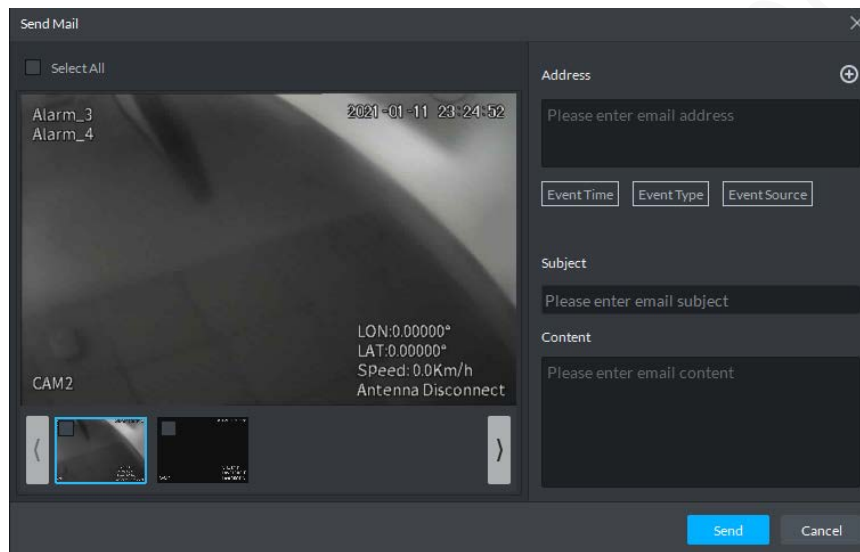 Send Mail
Select All
Alarm_3
Alarm_4
2021-01-11 23:24:52
LON:0.00000°
LAT:0.00000°
SPeed: 0.0Km/h
Antenna Disconnect
CAM2
Address
Please enter email address
Event Time Event Type Event Source
Subject
Please enter email subject
Content
Please enter email content
Send Cancel